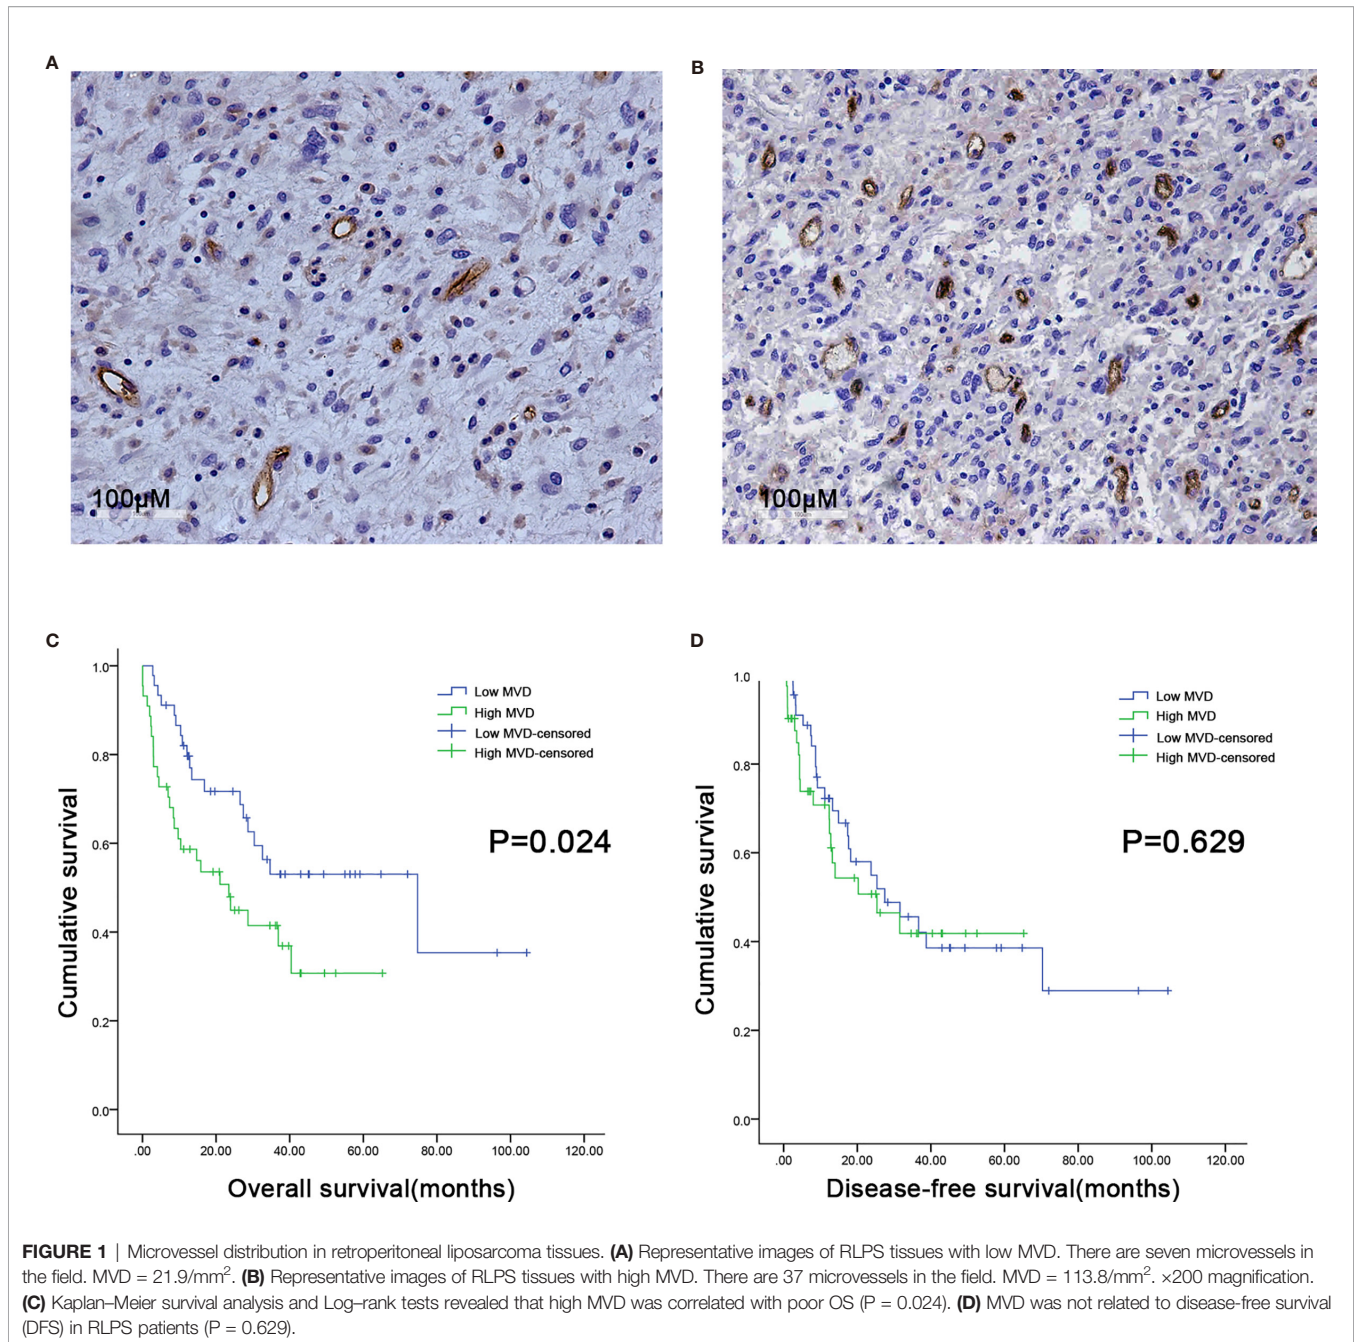 A
B
100µM
100µM
C
D
1.0
0.8
0.6
0.4
0.2
0.0
Cumulative survival
Low MVD
High MVD
Low MVD-censored
High MVD-censored
P=0.024
.00 20.00 40.00 60.00 80.00 100.00 120.00
Overall survival(months)
1.0
0.8
0.6
0.4
0.2
0.0
Cumulative survival
Low MVD
High MVD
Low MVD-censored
High MVD-censored
P=0.629
.00 20.00 40.00 60.00 80.00 100.00 120.00
Disease-free survival(months)
FIGURE 1 | Microvessel distribution in retroperitoneal liposarcoma tissues. (A) Representative images of RLPS tissues with low MVD. There are seven microvessels in
the field. MVD = 21.9/mm². (B) Representative images of RLPS tissues with high MVD. There are 37 microvessels in the field. MVD = 113.8/mm². ×200 magnification.
(C) Kaplan–Meier survival analysis and Log–rank tests revealed that high MVD was correlated with poor OS (P = 0.024). (D) MVD was not related to disease-free survival
(DFS) in RLPS patients (P = 0.629).